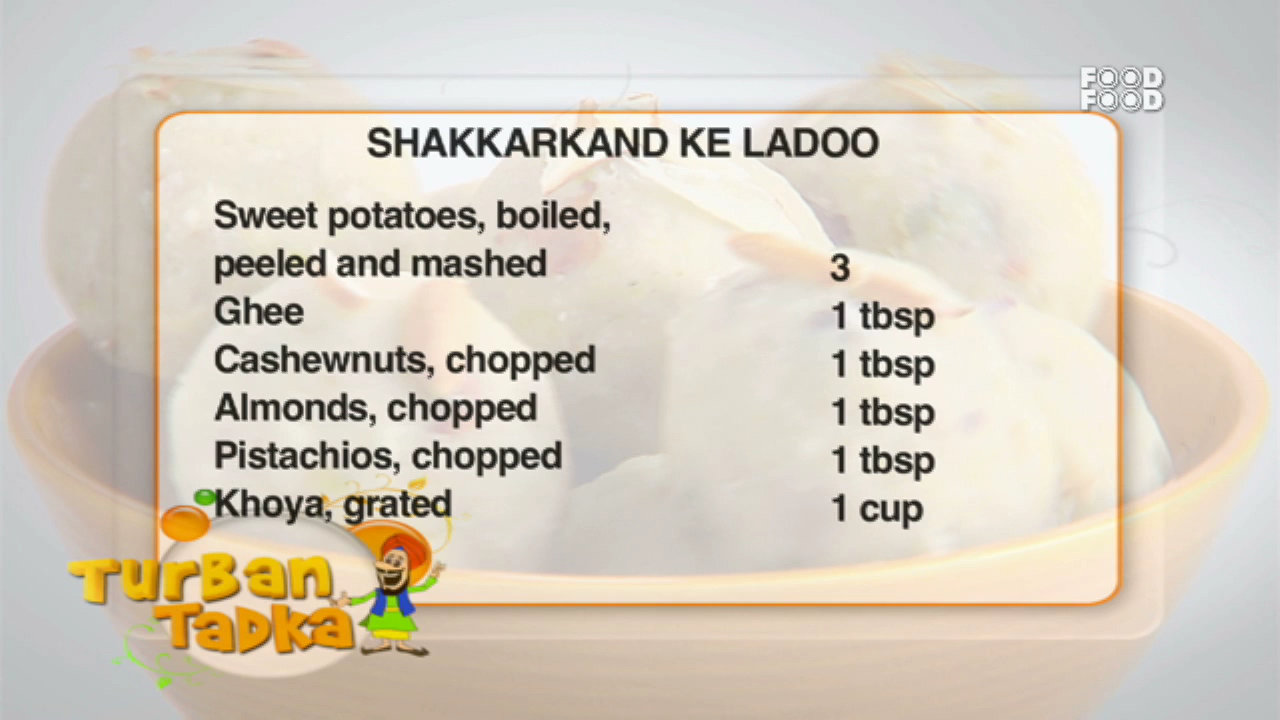 FOOD
FOOD
SHAKKARKAND KE LADOO
Sweet potatoes, boiled,
peeled and mashed 3
Ghee 1 tbsp
Cashewnuts, chopped 1 tbsp
Almonds, chopped 1 tbsp
Pistachios, chopped 1 tbsp
Khoya, grated 1 cup
TURBAN
TADKA